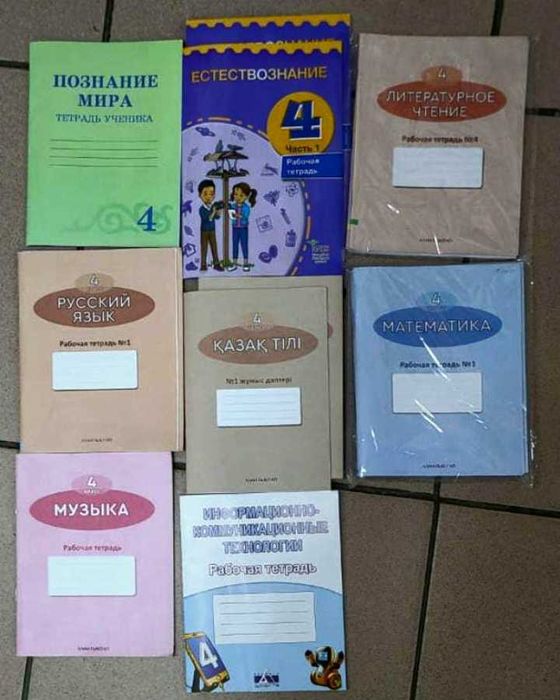 ПОЗНАНИЕ
МИРА
ТЕТРАДЬ УЧЕНИКА
4
ЕСТЕСТВОЗНАНИЕ
4
Часть 1
Рабочая
тетрадь
4
ЛИТЕРАТУРНОЕ
ЧТЕНИЕ
Рабочая тетрадь №4
4
РУССКИЙ
ЯЗЫК
Рабочая тетрадь №1
4
ҚАЗАҚ ТІЛІ
№1 жұмыс дәптері
4
МАТЕМАТИКА
Рабочая тетрадь №1
4
МУЗЫКА
Рабочая тетрадь
ИНФОРМАЦИОННО-
КОММУНИКАЦИОННЫЕ
ТЕХНОЛОГИИ
Рабочая тетрадь
4